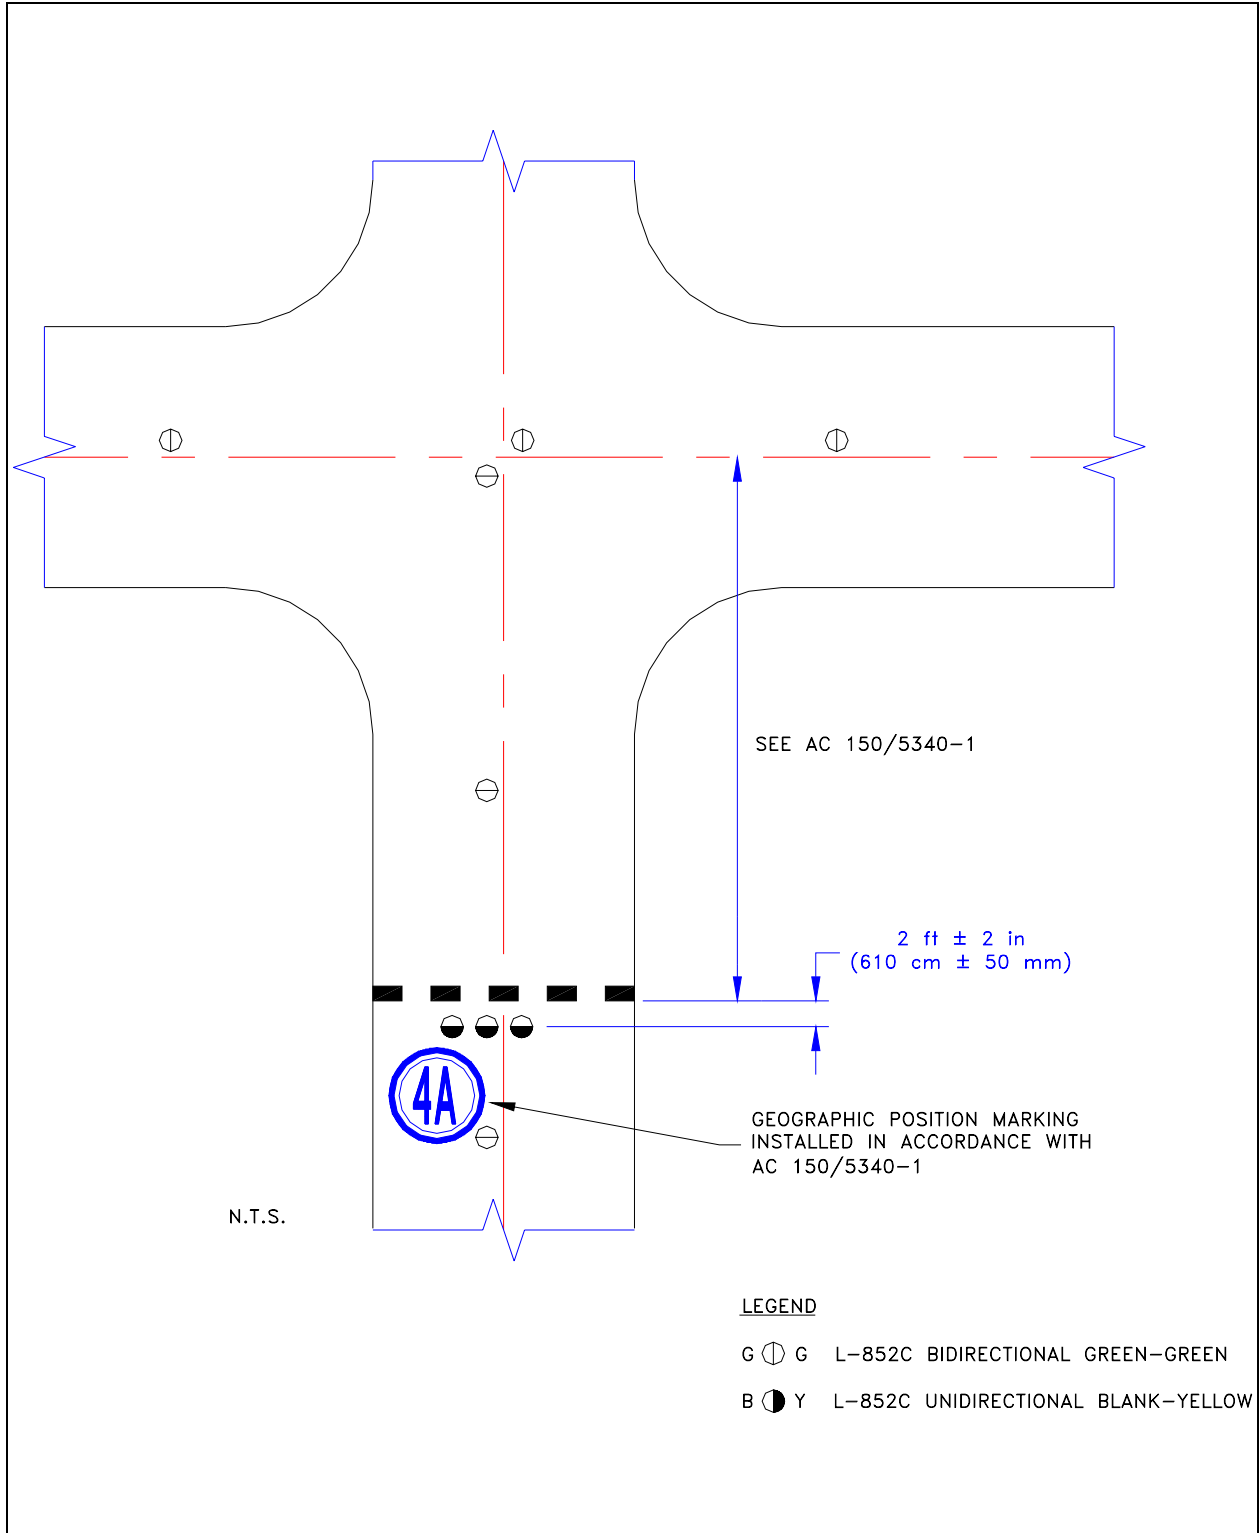 SEE AC 150/5340-1
2 ft ± 2 in
(610 cm ± 50 mm)
4A
GEOGRAPHIC POSITION MARKING
INSTALLED IN ACCORDANCE WITH
AC 150/5340-1
N.T.S.
LEGEND
G G L-852C BIDIRECTIONAL GREEN-GREEN
B Y L-852C UNIDIRECTIONAL BLANK-YELLOW